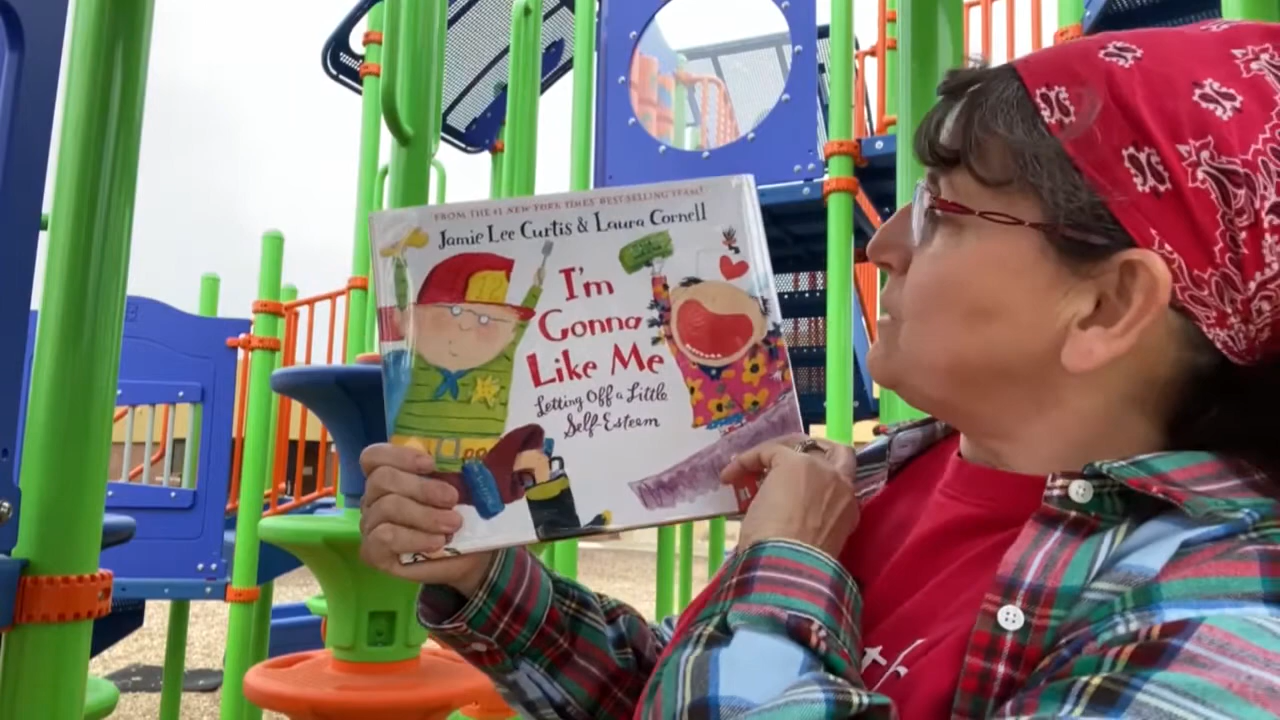 FROM THE #1 NEW YORK TIMES BEST-SELLING TEAM!
Jamie Lee Curtis & Laura Cornell
I'm
Gonna
Like Me
Letting Off a Little
Self-Esteem